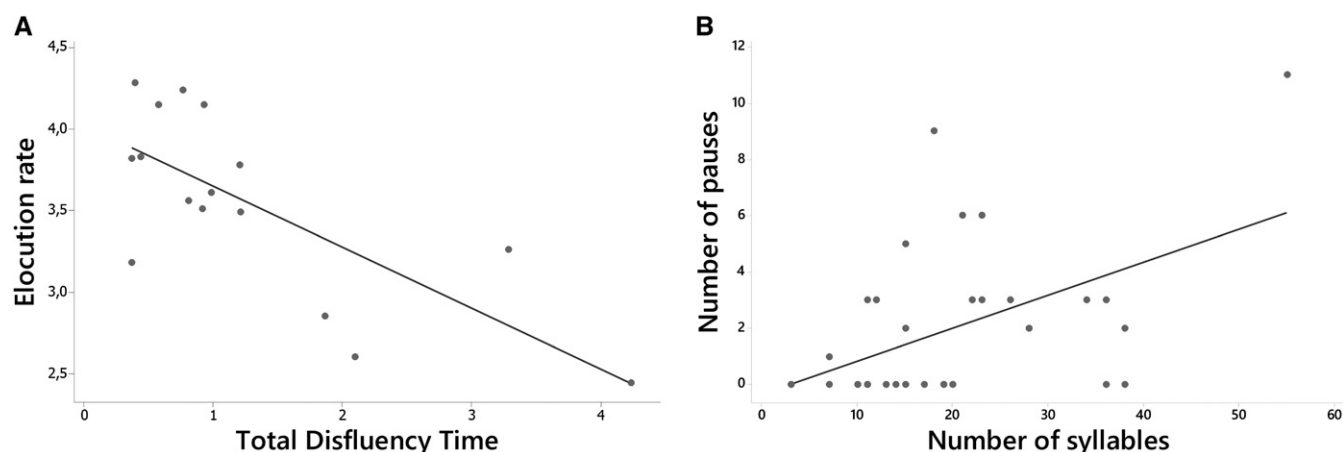 A
Elocution rate
4,5
4,0
3,5
3,0
2,5
0 1 2 3 4
Total Disfluency Time
B
Number of pauses
12
10
8
6
4
2
0
0 10 20 30 40 50 60
Number of syllables